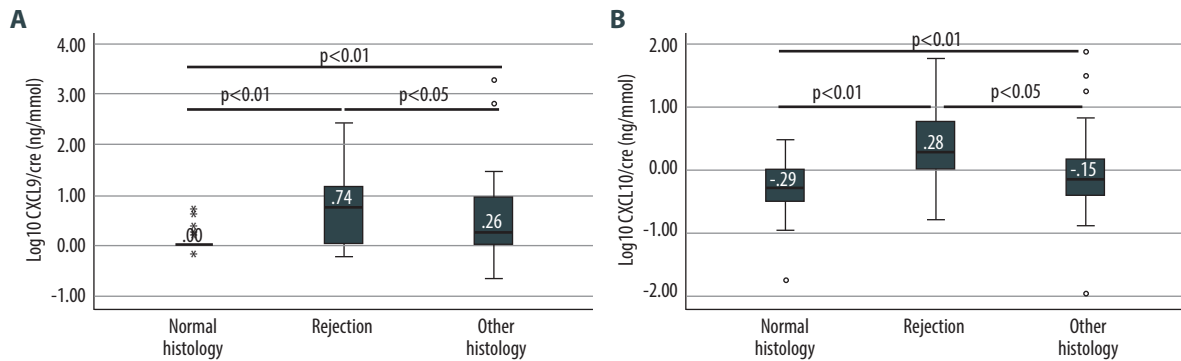 A
Log10 CXCL9/cre (ng/mmol)
4.00
3.00
2.00
1.00
0.00
-1.00
p<0.01
p<0.01
p<0.05
.00
.74
.26
Normal
histology
Rejection
Other
histology
B
Log10 CXCL10/cre (ng/mmol)
2.00
1.00
0.00
-1.00
-2.00
p<0.01
p<0.01
p<0.05
-.29
.28
-.15
Normal
histology
Rejection
Other
histology